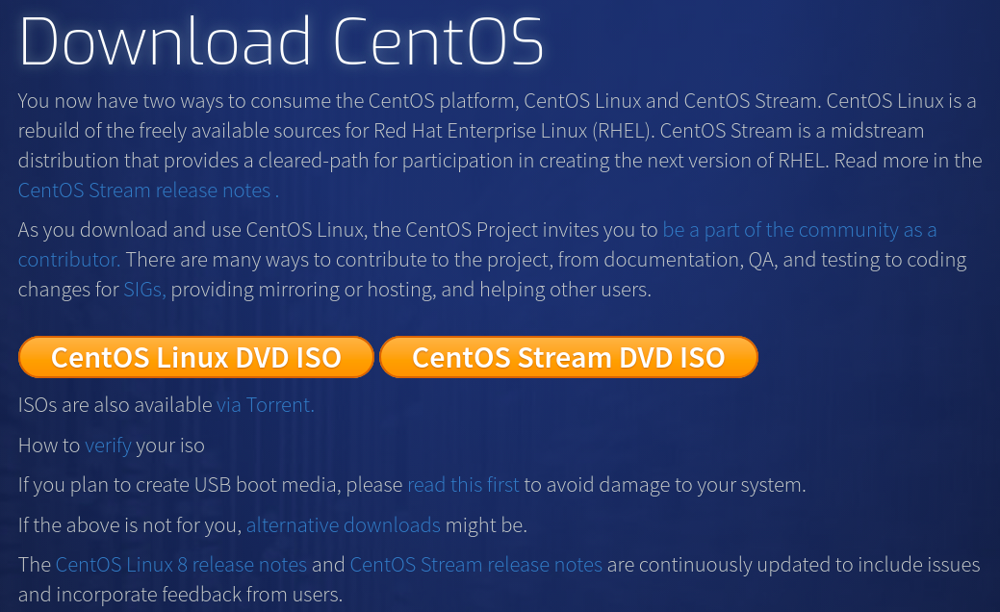 Download CentOS
You now have two ways to consume the CentOS platform, CentOS Linux and CentOS Stream. CentOS Linux is a
rebuild of the freely available sources for Red Hat Enterprise Linux (RHEL). CentOS Stream is a midstream
distribution that provides a cleared-path for participation in creating the next version of RHEL. Read more in the
CentOS Stream release notes .
As you download and use CentOS Linux, the CentOS Project invites you to be a part of the community as a
contributor. There are many ways to contribute to the project, from documentation, QA, and testing to coding
changes for SIGs, providing mirroring or hosting, and helping other users.
CentOS Linux DVD ISO CentOS Stream DVD ISO
ISOs are also available via Torrent.
How to verify your iso
If you plan to create USB boot media, please read this first to avoid damage to your system.
If the above is not for you, alternative downloads might be.
The CentOS Linux 8 release notes and CentOS Stream release notes are continuously updated to include issues
and incorporate feedback from users.